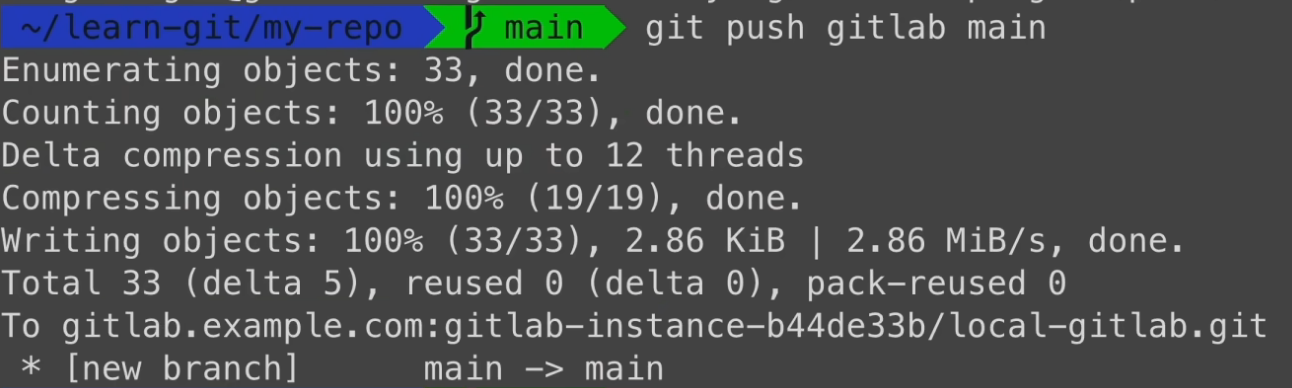 ~/learn-git/my-repo main git push gitlab main
Enumerating objects: 33, done.
Counting objects: 100% (33/33), done.
Delta compression using up to 12 threads
Compressing objects: 100% (19/19), done.
Writing objects: 100% (33/33), 2.86 KiB | 2.86 MiB/s, done.
Total 33 (delta 5), reused 0 (delta 0), pack-reused 0
To gitlab.example.com:gitlab-instance-b44de33b/local-gitlab.git
 * [new branch]      main -> main